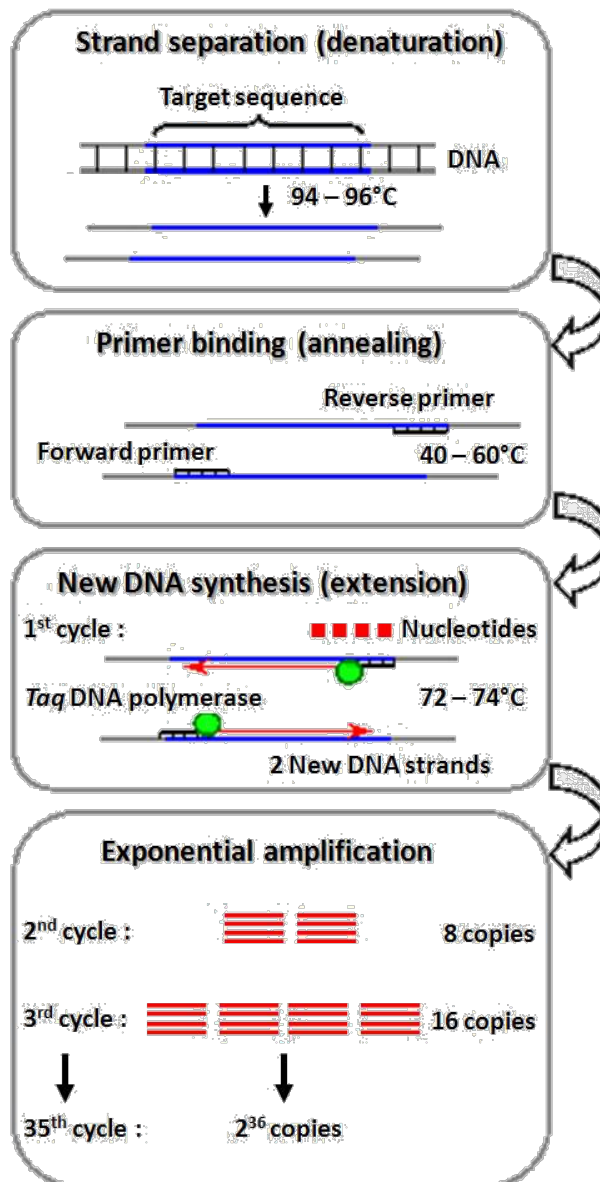 Strand separation (denaturation)
Target sequence
DNA
94 – 96°C
Primer binding (annealing)
Reverse primer
Forward primer
40 – 60°C
New DNA synthesis (extension)
1st cycle : Nucleotides
Taq DNA polymerase 72 – 74°C
2 New DNA strands
Exponential amplification
2nd cycle : 8 copies
3rd cycle : 16 copies
35th cycle : 2³⁶ copies